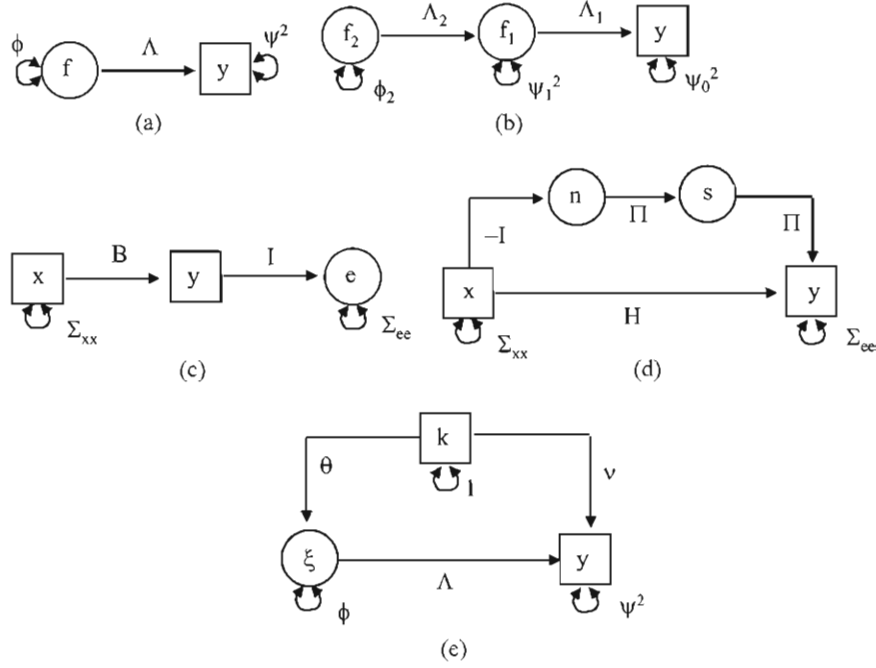 ϕ f Λ y ψ²
(a)
f₂ Λ₂ f₁ Λ₁ y
ϕ₂ ψ₁² ψ₀²
(b)
x B y I e
Σxx Σee
(c)
n Π s
–I Π
x H y
Σxx Σee
(d)
k
θ 1 ν
ξ Λ y
ϕ ψ²
(e)